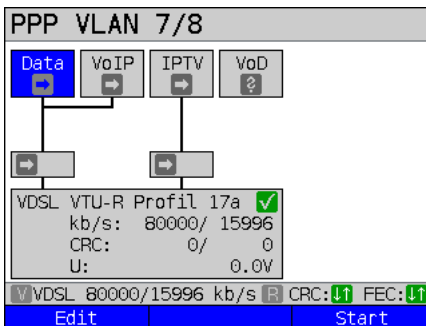 PPP VLAN 7/8
Data VoIP IPTV VoD
VDSL VTU-R Profil 17a
kb/s: 80000/ 15996
CRC: 0/ 0
U: 0.0V
V VDSL 80000/15996 kb/s R CRC: FEC:
Edit Start